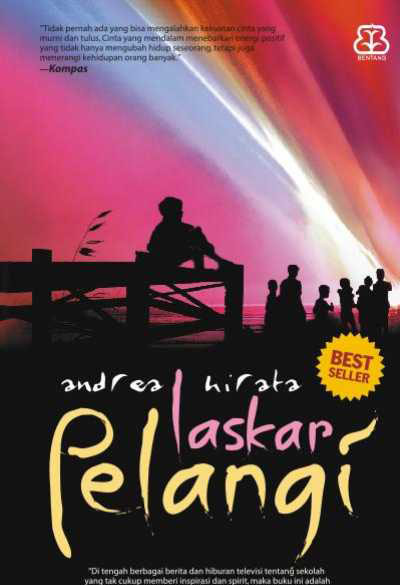 "Tidak pernah ada yang bisa mengalahkan kekuatan cinta yang
murni dan tulus. Cinta yang mendalam menebarkan energi positif
yang tidak hanya mengubah hidup seseorang, tetapi juga
menerangi kehidupan orang banyak."
—Kompas
BENTANG
BEST
SELLER
andrea hirata
laskar
Pelangi
"Di tengah berbagai berita dan hiburan televisi tentang sekolah
yang tak cukup memberi inspirasi dan spirit, maka buku ini adalah